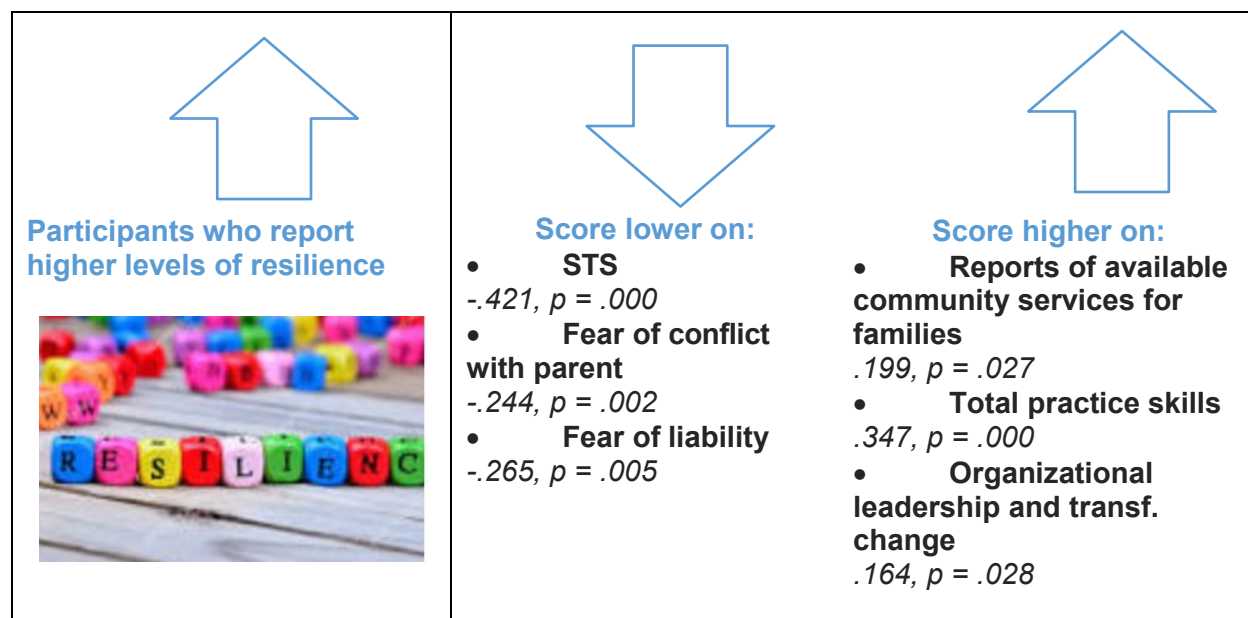 Participants who report
higher levels of resilience
W W
R E S I L I E N C
Score lower on:
• STS
-.421, p = .000
• Fear of conflict
with parent
-.244, p = .002
• Fear of liability
-.265, p = .005
Score higher on:
• Reports of available
community services for
families
.199, p = .027
• Total practice skills
.347, p = .000
• Organizational
leadership and transf.
change
.164, p = .028